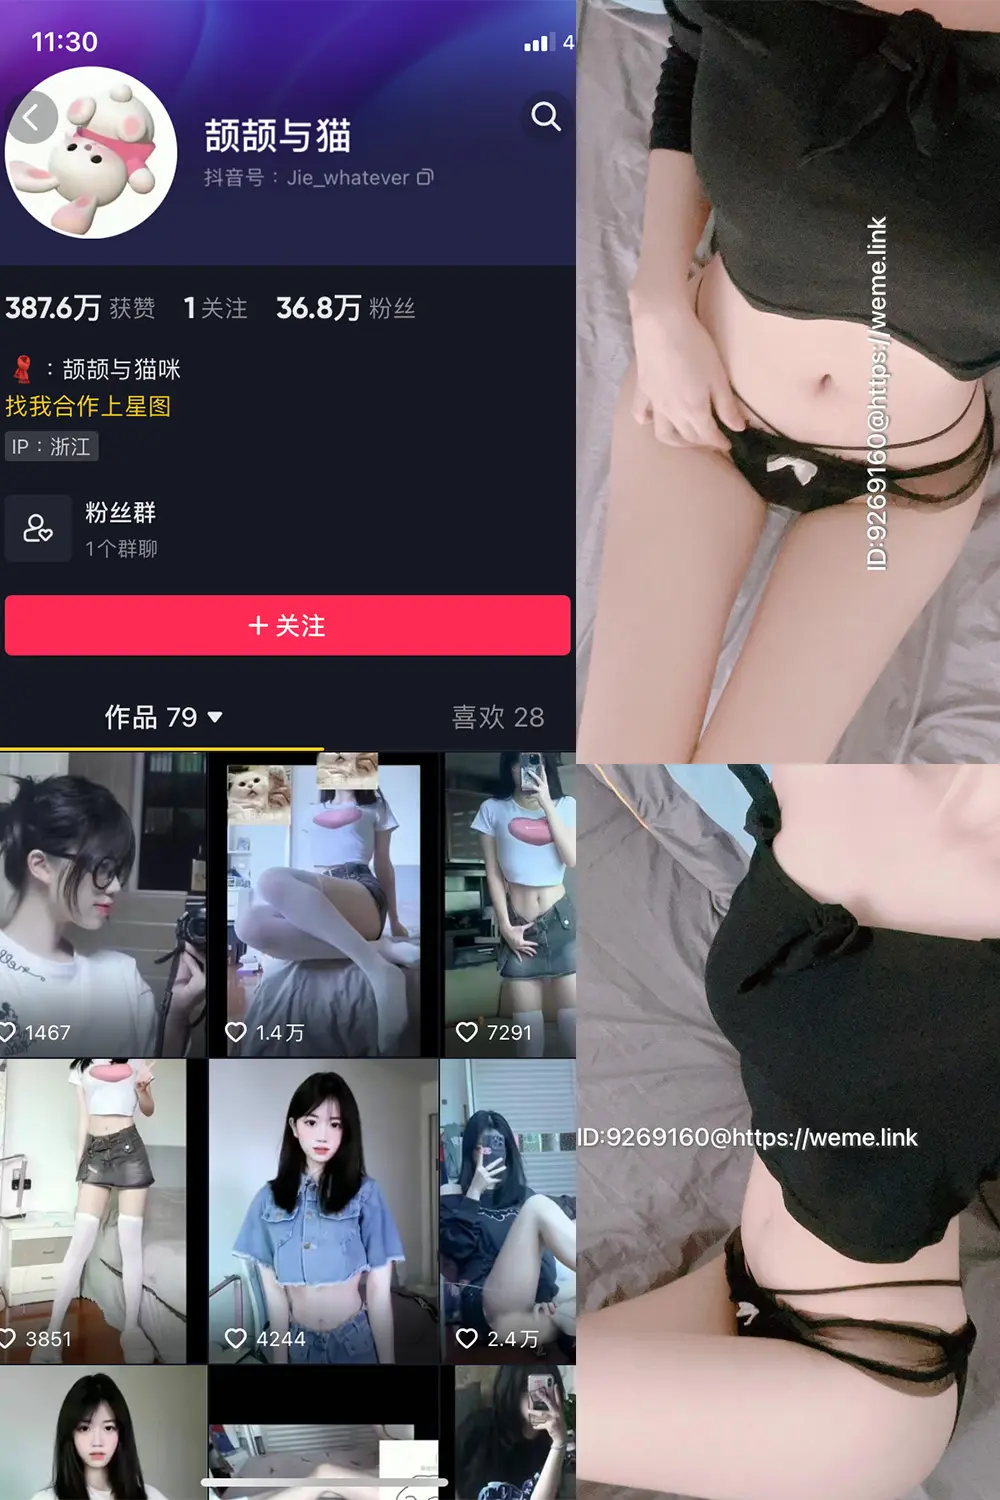 11:30
4
颉颉与猫
抖音号：Jie_whatever
387.6万 获赞 1 关注 36.8万 粉丝
：颉颉与猫咪
找我合作上星图
IP：浙江
粉丝群
1个群聊
+ 关注
作品 79
喜欢 28
1467
1.4万
7291
3851
4244
2.4万
ID:9269160@https://weme.link
ID:9269160@https://weme.link